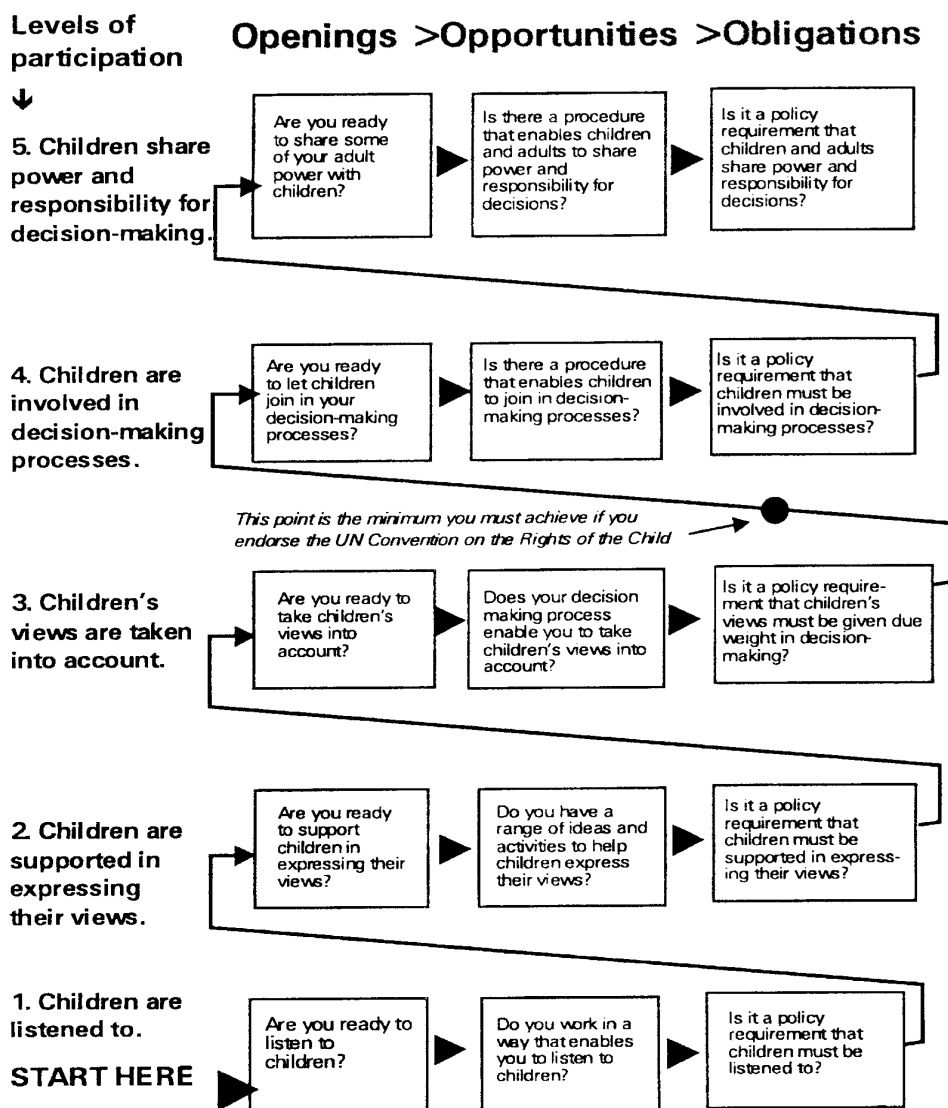 Levels of
participation
Openings >Opportunities >Obligations
5. Children share
power and
responsibility for
decision-making.
Are you ready
to share some
of your adult
power with
children?
Is there a procedure
that enables children
and adults to share
power and
responsibility for
decisions?
Is it a policy
requirement that
children and adults
share power and
responsibility for
decisions?
4. Children are
involved in
decision-making
processes.
Are you ready
to let children
join in your
decision-making
processes?
Is there a procedure
that enables children
to join in decision-
making processes?
Is it a policy
requirement that
children must be
involved in decision-
making processes?
This point is the minimum you must achieve if you
endorse the UN Convention on the Rights of the Child
3. Children's
views are taken
into account.
Are you ready to
take children's
views into
account?
Does your decision
making process
enable you to take
children's views into
account?
Is it a policy require-
ment that children's
views must be given due
weight in decision-
making?
2. Children are
supported in
expressing
their views.
Are you ready
to support
children in
expressing their
views?
Do you have a
range of ideas and
activities to help
children express
their views?
Is it a policy
requirement that
children must be
supported in express-
ing their views?
1. Children are
listened to.
START HERE
Are you ready to
listen to
children?
Do you work in a
way that enables
you to listen to
children?
Is it a policy
requirement that
children must be
listened to?